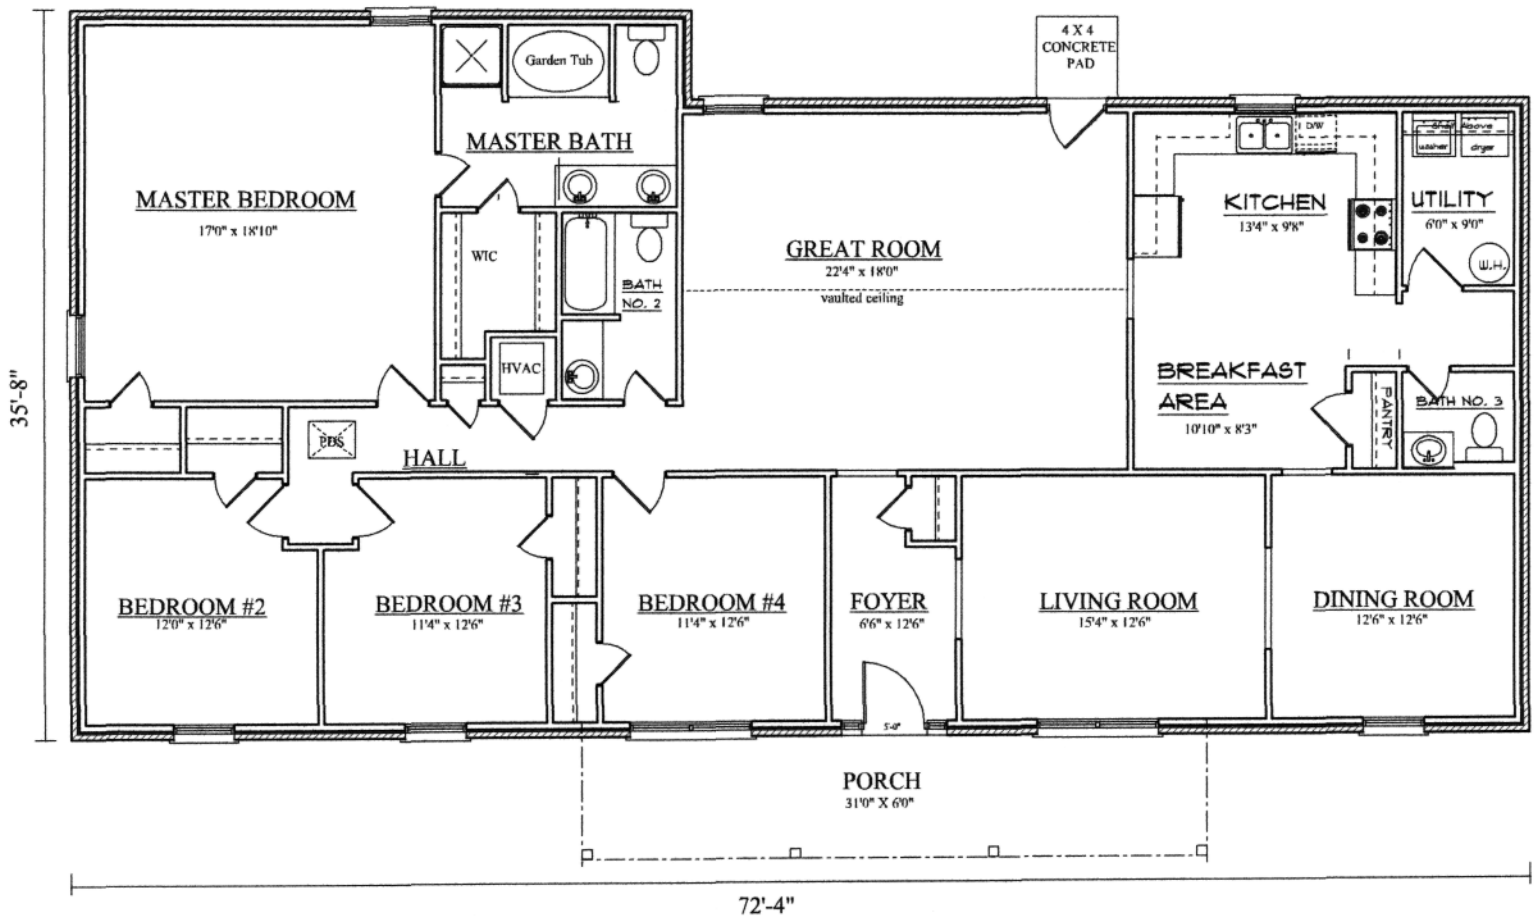 4 X 4
CONCRETE
PAD
Garden Tub
MASTER BATH
D/W
Shelf Above
washer
dryer
MASTER BEDROOM
17'0" x 18'10"
KITCHEN
13'4" x 9'8"
UTILITY
6'0" x 9'0"
WIC
GREAT ROOM
22'4" x 18'0"
vaulted ceiling
BATH
NO. 2
W.H.
HVAC
35'-8"
BREAKFAST
AREA
10'10" x 8'3"
PANTRY
BATH NO. 3
PDS
HALL
BEDROOM #2
12'0" x 12'6"
BEDROOM #3
11'4" x 12'6"
BEDROOM #4
11'4" x 12'6"
FOYER
6'6" x 12'6"
LIVING ROOM
15'4" x 12'6"
DINING ROOM
12'6" x 12'6"
5'-0"
PORCH
31'0" X 6'0"
72'-4"